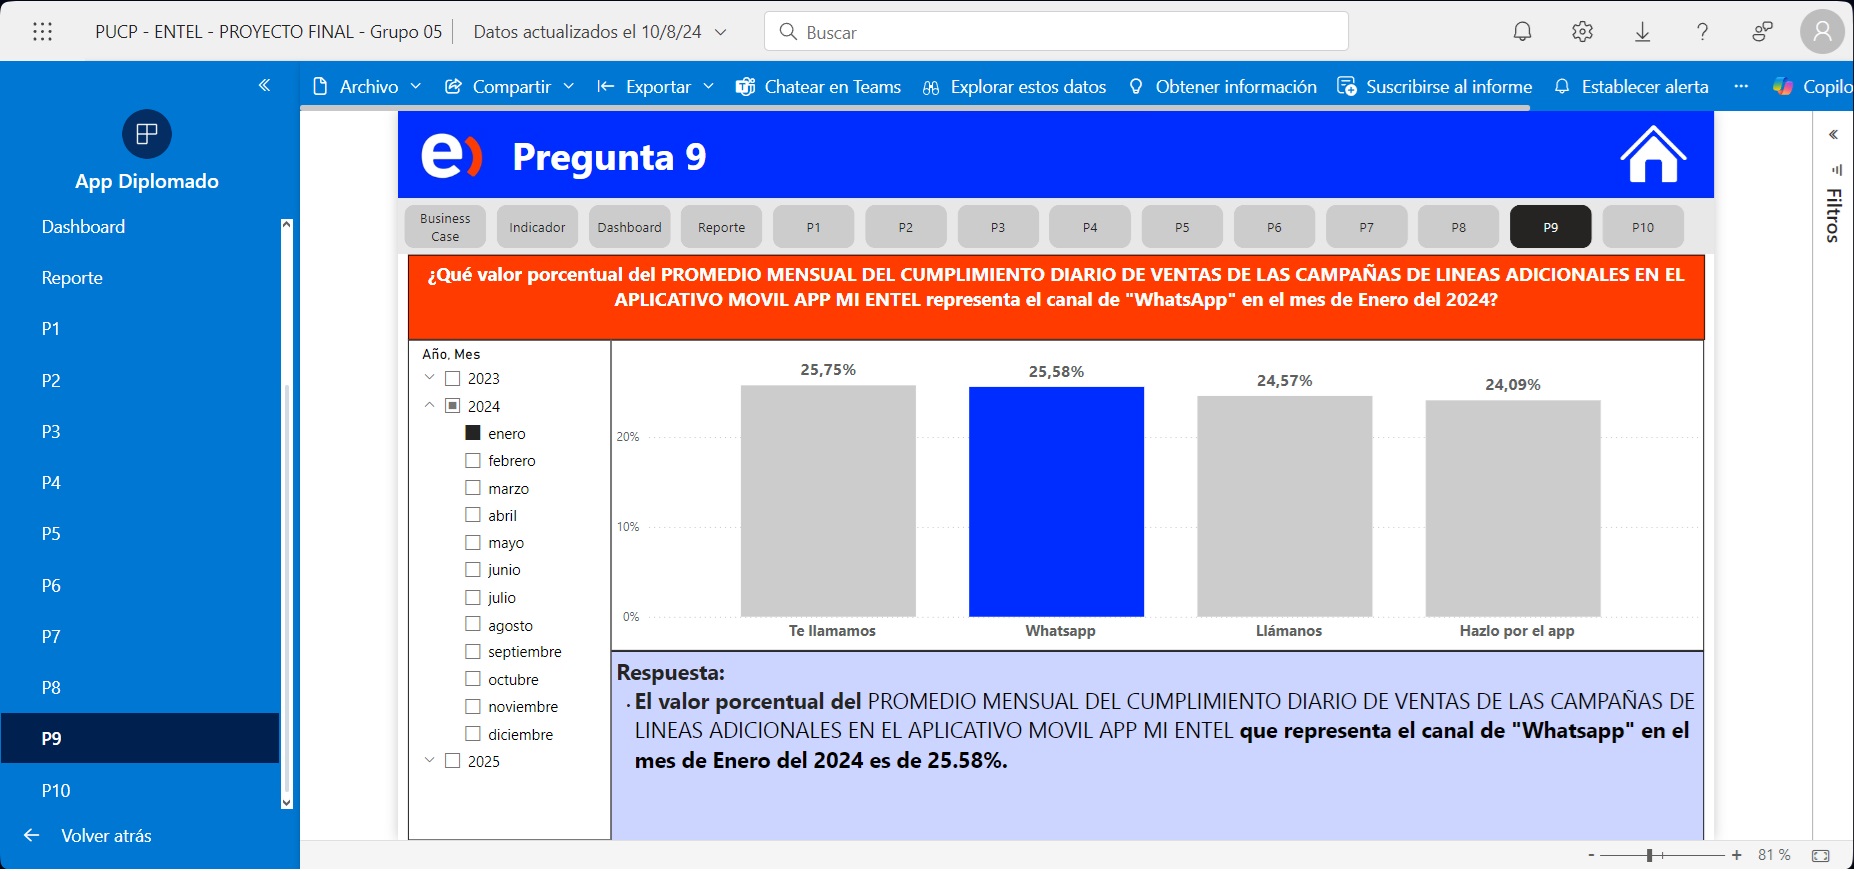 PUCP - ENTEL - PROYECTO FINAL - Grupo 05
Datos actualizados el 10/8/24
Buscar
Archivo
Compartir
Exportar
Chatear en Teams
Explorar estos datos
Obtener información
Suscribirse al informe
Establecer alerta
Copilo
App Diplomado
Dashboard
Reporte
P1
P2
P3
P4
P5
P6
P7
P8
P9
P10
Volver atrás
e) Pregunta 9
Business
Case
Indicador
Dashboard
Reporte
P1
P2
P3
P4
P5
P6
P7
P8
P9
P10
¿Qué valor porcentual del PROMEDIO MENSUAL DEL CUMPLIMIENTO DIARIO DE VENTAS DE LAS CAMPAÑAS DE LINEAS ADICIONALES EN EL
APLICATIVO MOVIL APP MI ENTEL representa el canal de "WhatsApp" en el mes de Enero del 2024?
Año, Mes
2023
2024
enero
febrero
marzo
abril
mayo
junio
julio
agosto
septiembre
octubre
noviembre
diciembre
2025
25,75%
25,58%
24,57%
24,09%
20%
10%
0%
Te llamamos
Whatsapp
Llámanos
Hazlo por el app
Respuesta:
· El valor porcentual del PROMEDIO MENSUAL DEL CUMPLIMIENTO DIARIO DE VENTAS DE LAS CAMPAÑAS DE
LINEAS ADICIONALES EN EL APLICATIVO MOVIL APP MI ENTEL que representa el canal de "Whatsapp" en el
mes de Enero del 2024 es de 25.58%.
Filtros
- + 81 %